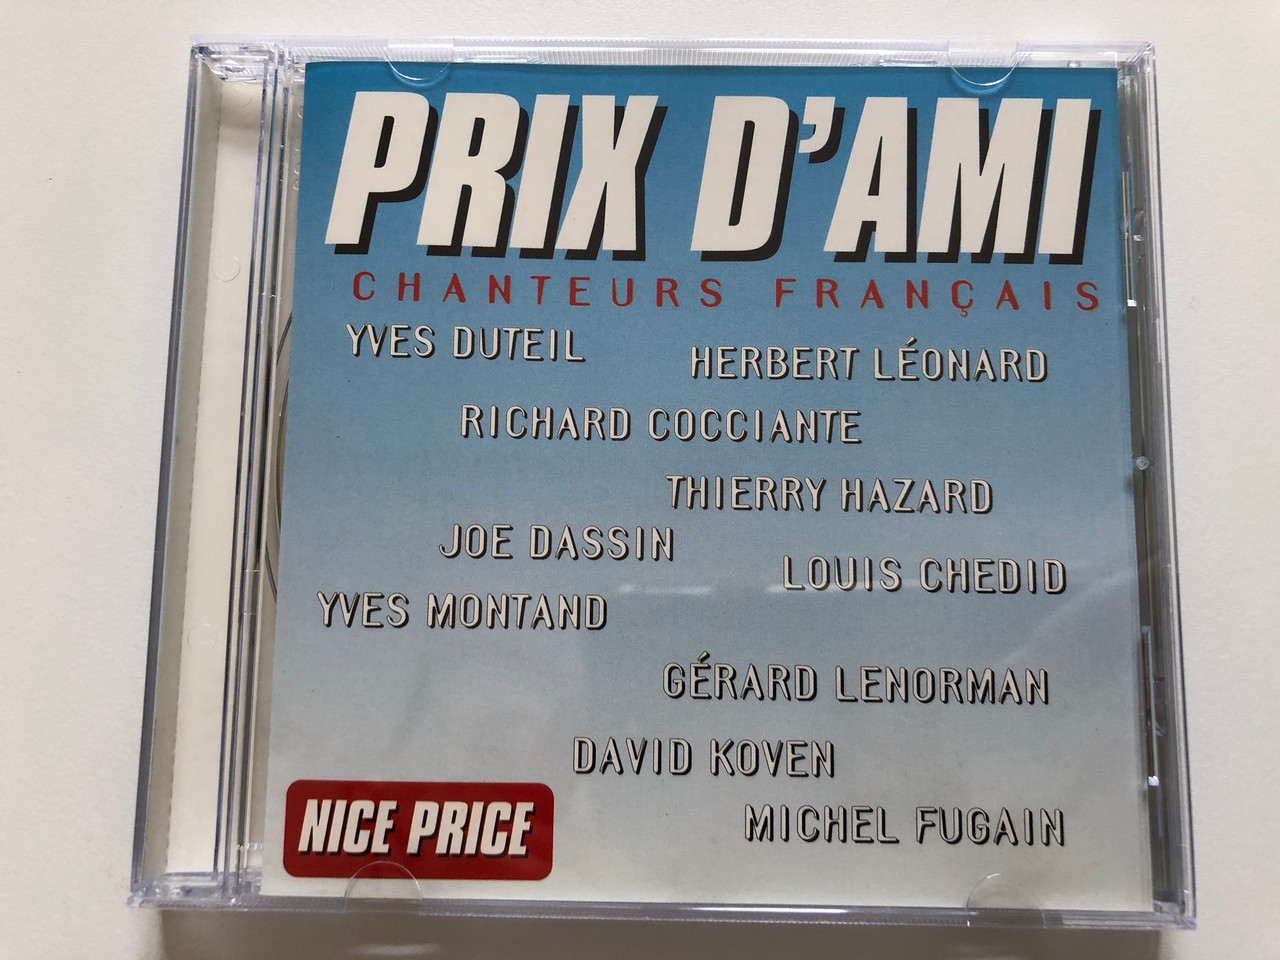 PRIX D'AMI
CHANTEURS FRANÇAIS
YVES DUTEIL
HERBERT LÉONARD
RICHARD COCCIANTE
THIERRY HAZARD
JOE DASSIN
LOUIS CHEDID
YVES MONTAND
GÉRARD LENORMAN
DAVID KOVEN
MICHEL FUGAIN
NICE PRICE